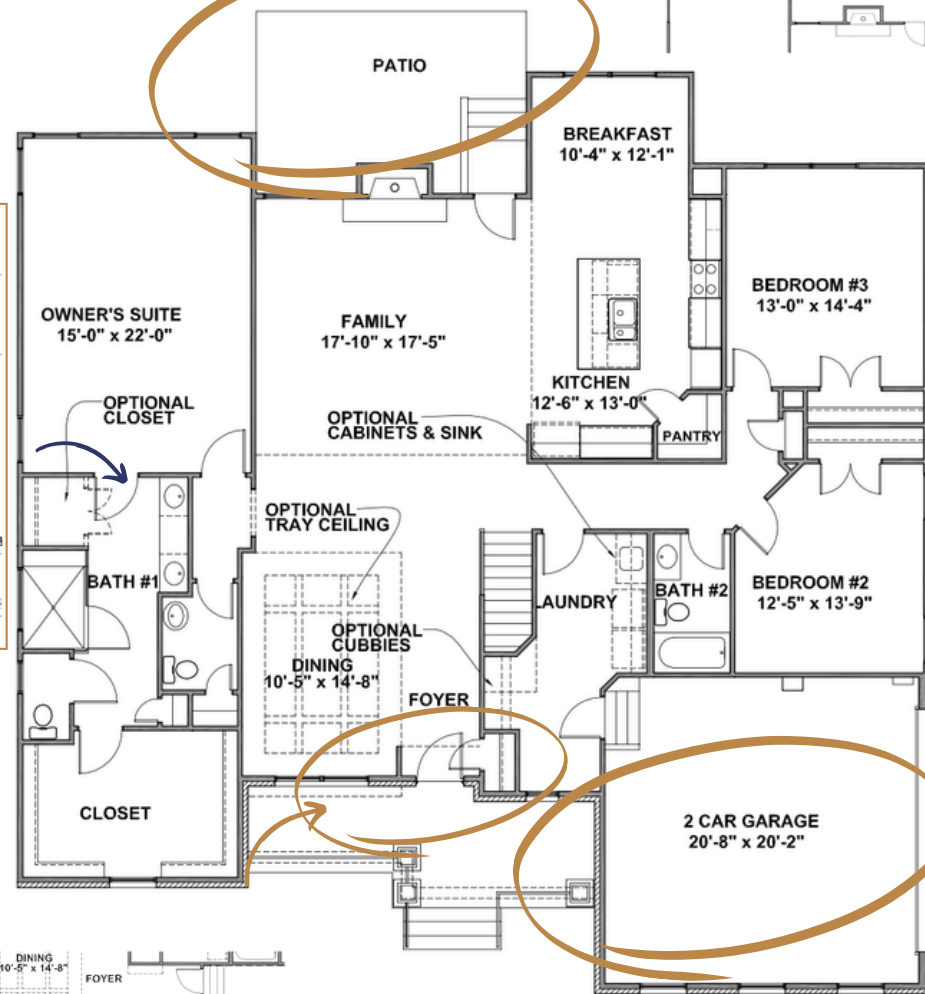 PATIO
BREAKFAST
10'-4" x 12'-1"
BEDROOM #3
13'-0" x 14'-4"
OWNER'S SUITE
15'-0" x 22'-0"
FAMILY
17'-10" x 17'-5"
KITCHEN
12'-6" x 13'-0"
OPTIONAL
CLOSET
OPTIONAL
CABINETS & SINK
PANTRY
OPTIONAL
TRAY CEILING
BATH #1
LAUNDRY
BATH #2
BEDROOM #2
12'-5" x 13'-9"
OPTIONAL
CUBBIES
DINING
10'-5" x 14'-8"
FOYER
CLOSET
2 CAR GARAGE
20'-8" x 20'-2"
DINING
10'-5" x 14'-8"
FOYER